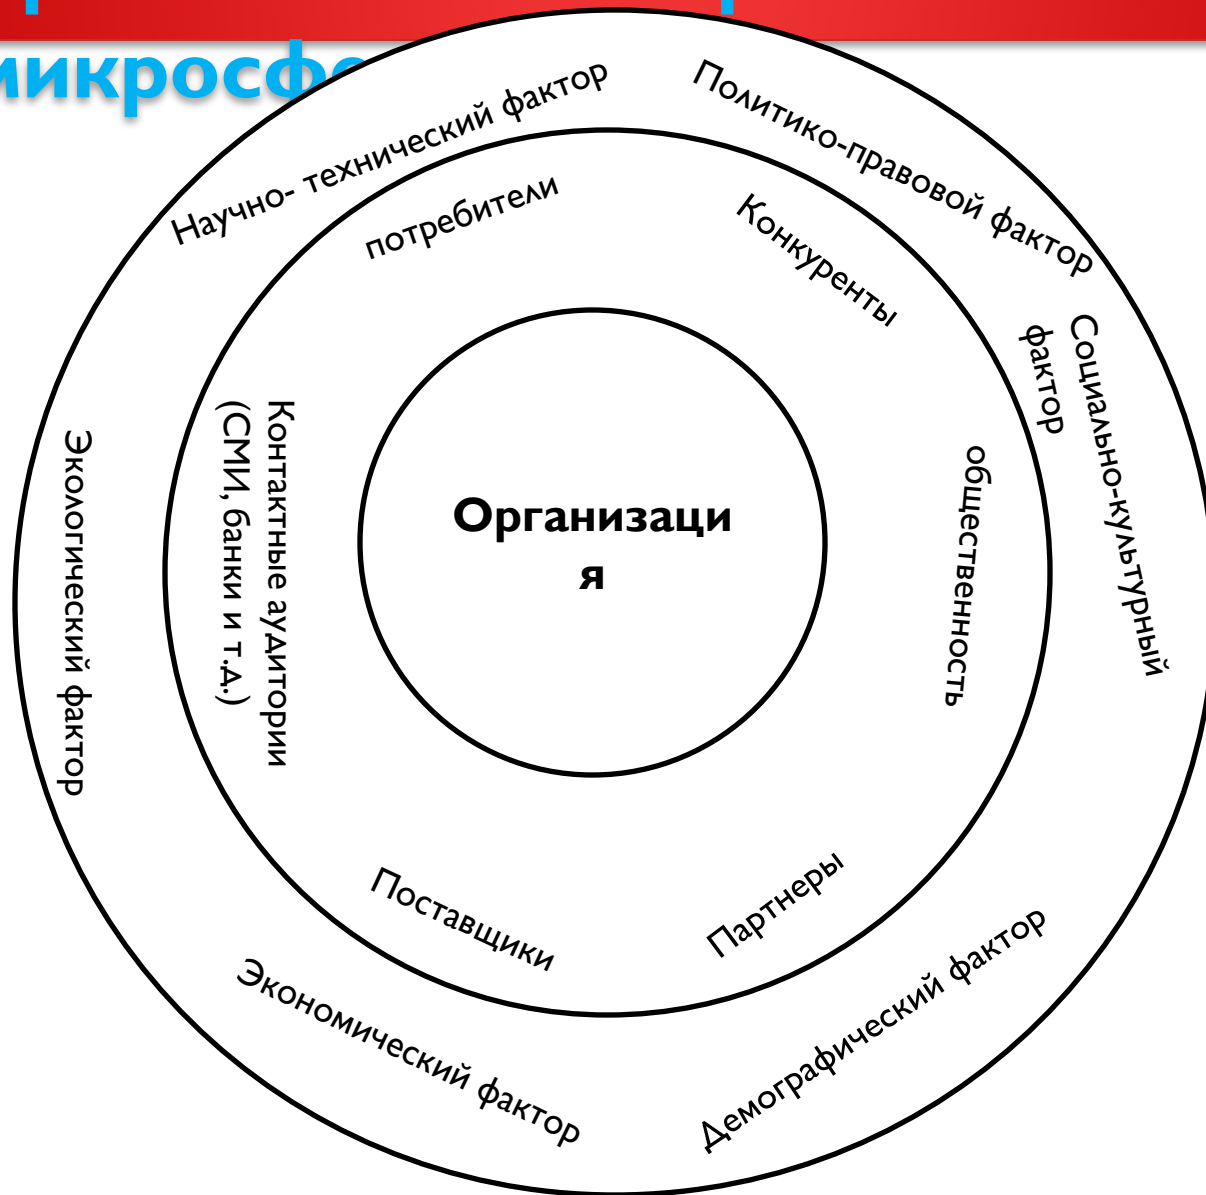 микросфе
Научно- технический фактор
Политико-правовой фактор
потребители
Конкуренты
Социально-культурный
фактор
Контактные аудитории
(СМИ, банки и т.д.)
Экологический фактор
Организаци
я
общественность
Поставщики
Партнеры
Экономический фактор
Демографический фактор